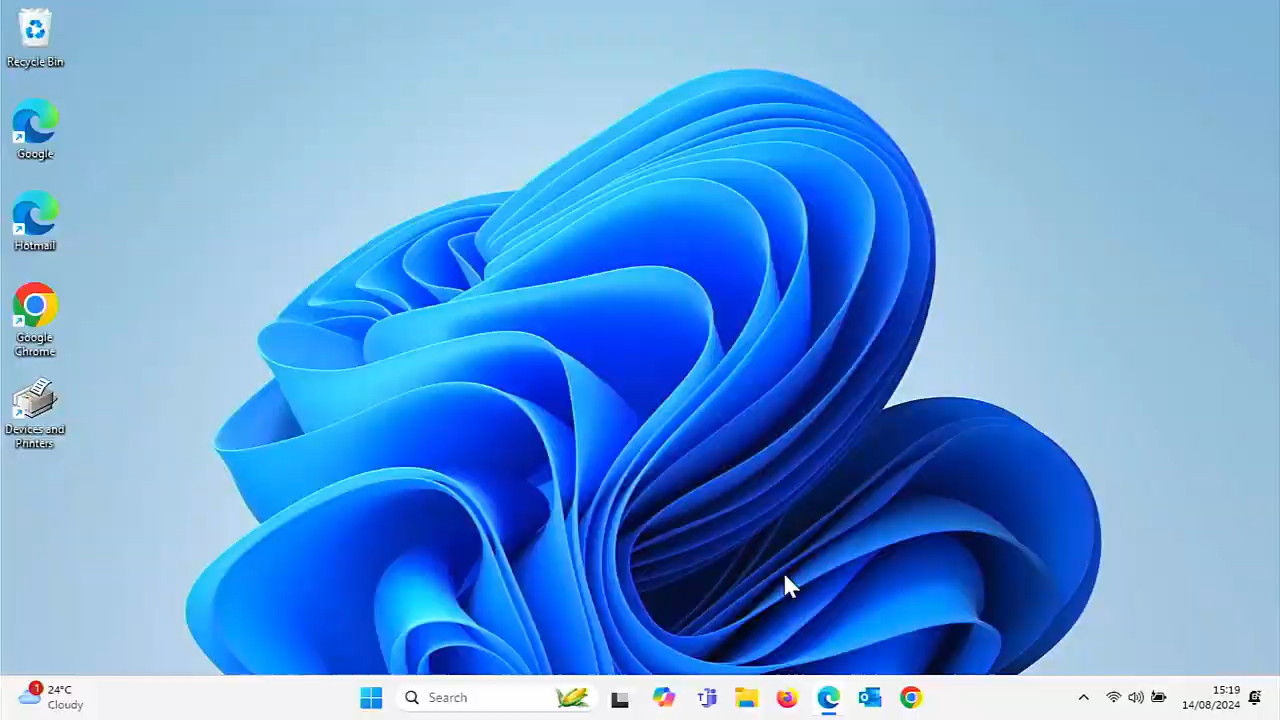 Recycle Bin
Google
Hotmail
Google
Chrome
Devices and
Printers
1
24°C
Cloudy
Search
15:19
14/08/2024